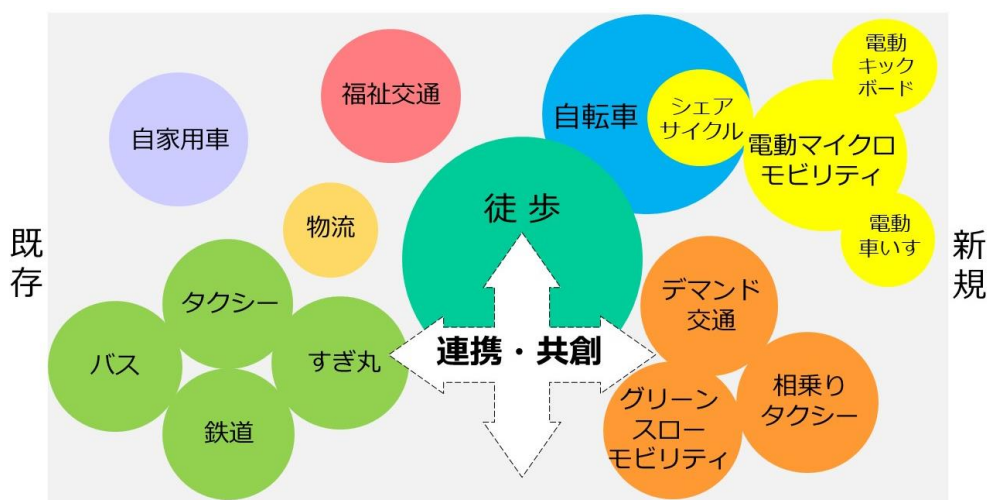 既存
自家用車
福祉交通
物流
タクシー
バス
すぎ丸
鉄道
徒歩
連携・共創
自転車
シェア
サイクル
電動
キック
ボード
電動マイクロ
モビリティ
電動
車いす
デマンド
交通
グリーン
スロー
モビリティ
相乗り
タクシー
新規